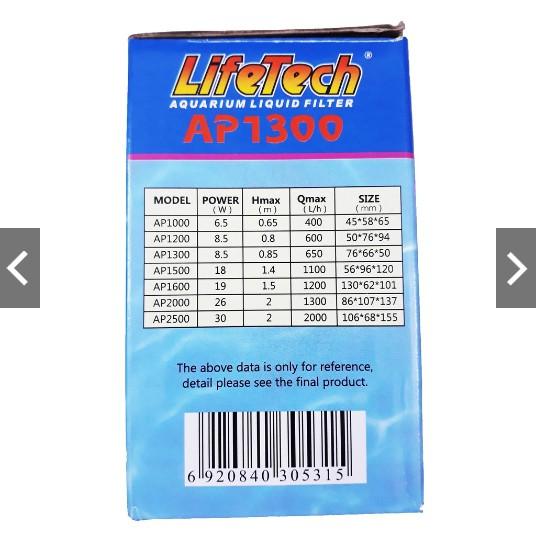 LifeTech®
AQUARIUM LIQUID FILTER
AP1300
MODEL POWER (W) Hmax (m) Qmax (L/h) SIZE (mm)
AP1000 6.5 0.65 400 45*58*65
AP1200 8.5 0.8 600 50*76*94
AP1300 8.5 0.85 650 76*66*50
AP1500 18 1.4 1100 56*96*120
AP1600 19 1.5 1200 130*62*101
AP2000 26 2 1300 86*107*137
AP2500 30 2 2000 106*68*155
The above data is only for reference,
detail please see the final product.
6 920840 305315